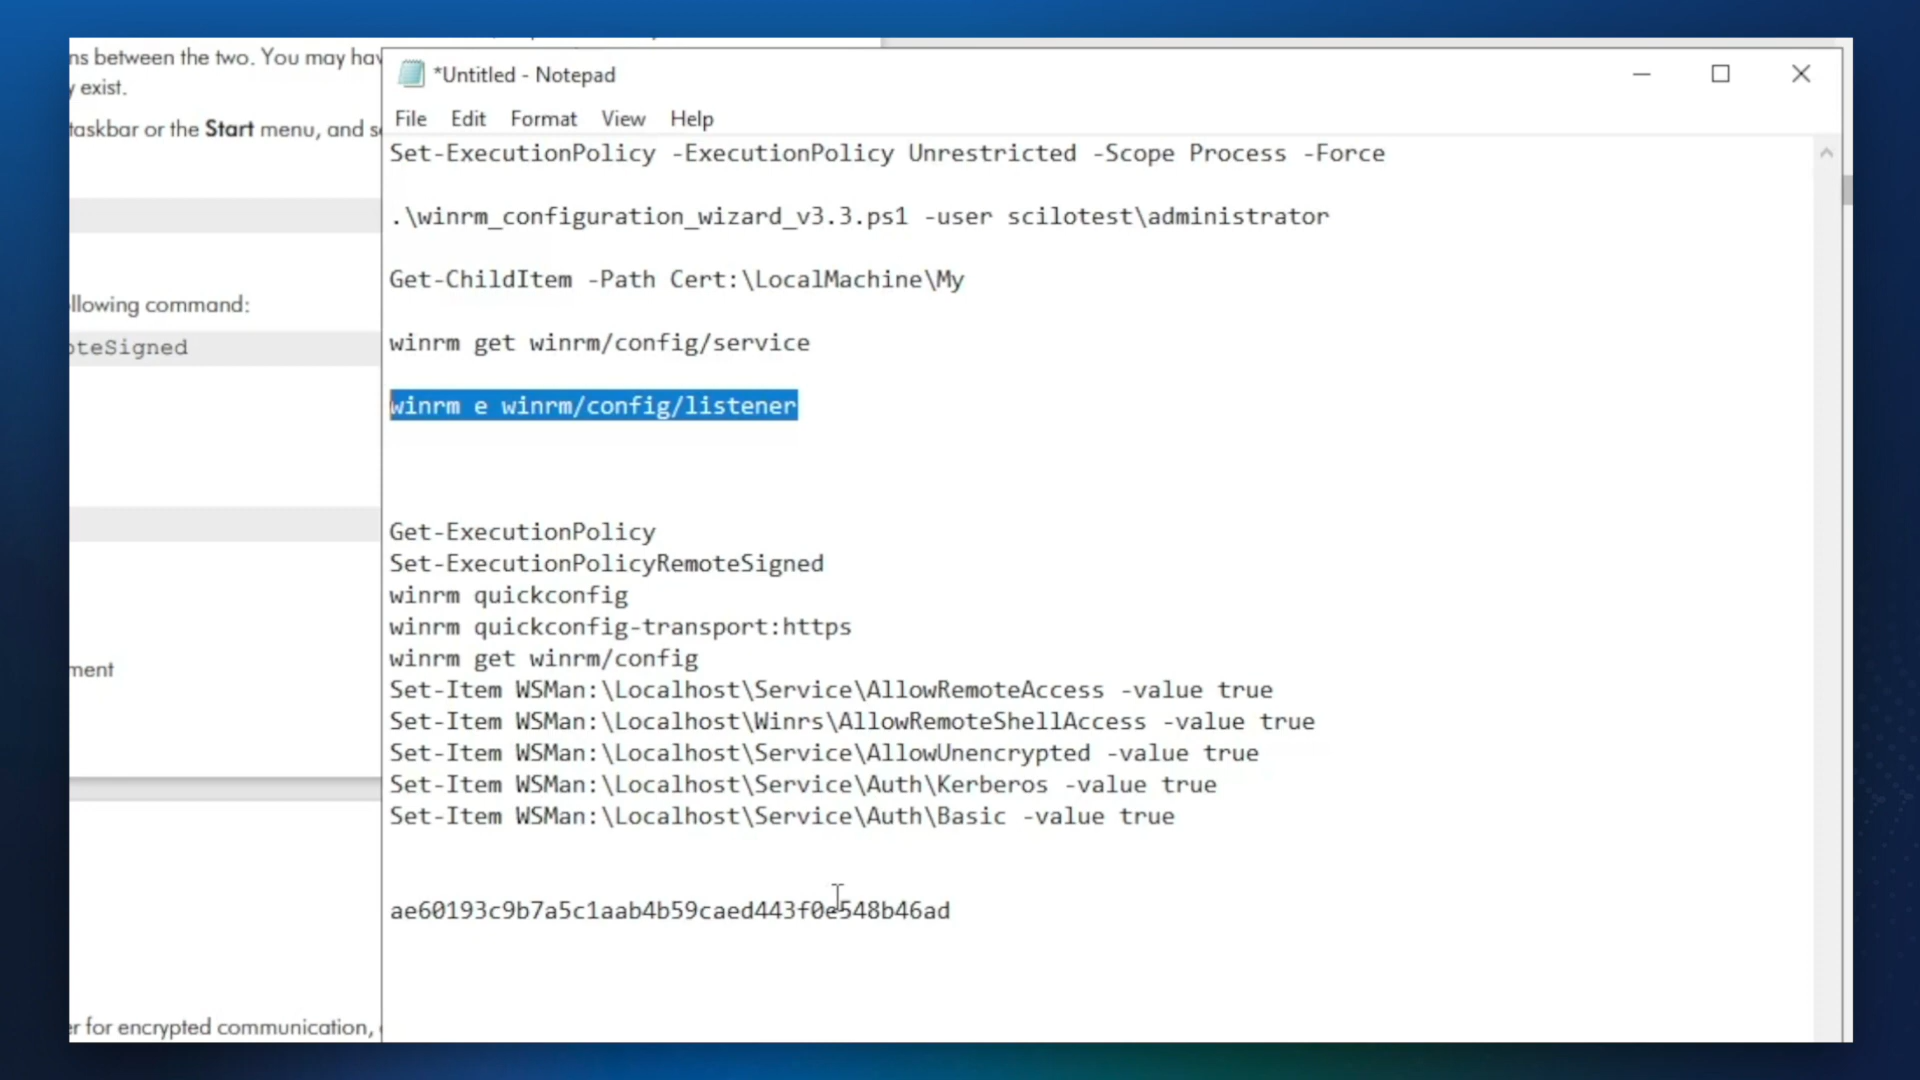 ns between the two. You may hav
y exist.
taskbar or the Start menu, and s
llowing command:
oteSigned
ment
er for encrypted communication,
*Untitled - Notepad
File Edit Format View Help
Set-ExecutionPolicy -ExecutionPolicy Unrestricted -Scope Process -Force
.\winrm_configuration_wizard_v3.3.ps1 -user scilotest\administrator
Get-ChildItem -Path Cert:\LocalMachine\My
winrm get winrm/config/service
winrm e winrm/config/listener
Get-ExecutionPolicy
Set-ExecutionPolicyRemoteSigned
winrm quickconfig
winrm quickconfig-transport:https
winrm get winrm/config
Set-Item WSMan:\Localhost\Service\AllowRemoteAccess -value true
Set-Item WSMan:\Localhost\Winrs\AllowRemoteShellAccess -value true
Set-Item WSMan:\Localhost\Service\AllowUnencrypted -value true
Set-Item WSMan:\Localhost\Service\Auth\Kerberos -value true
Set-Item WSMan:\Localhost\Service\Auth\Basic -value true
ae60193c9b7a5c1aab4b59caed443f0e548b46ad